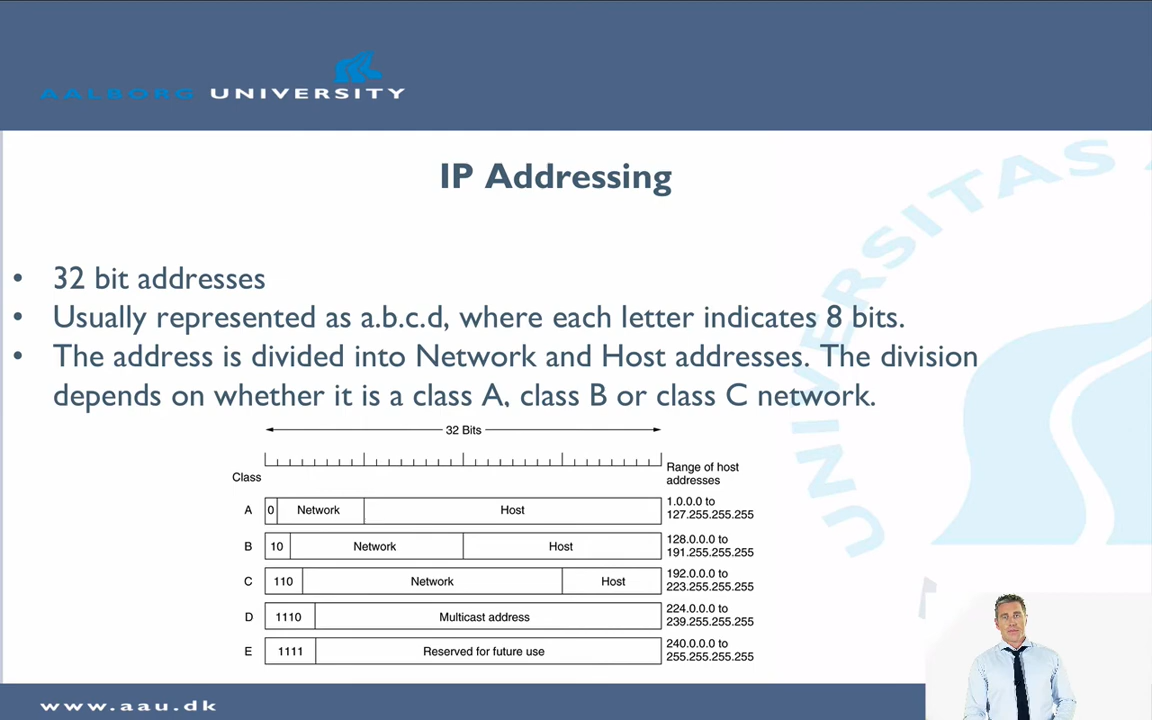 AALBORG UNIVERSITY
IP Addressing
• 32 bit addresses
• Usually represented as a.b.c.d, where each letter indicates 8 bits.
• The address is divided into Network and Host addresses. The division
depends on whether it is a class A, class B or class C network.
32 Bits
Class
Range of host
addresses
A 0 Network Host 1.0.0.0 to
127.255.255.255
B 10 Network Host 128.0.0.0 to
191.255.255.255
C 110 Network Host 192.0.0.0 to
223.255.255.255
D 1110 Multicast address 224.0.0.0 to
239.255.255.255
E 1111 Reserved for future use 240.0.0.0 to
255.255.255.255
UNIVERSITAS A
www.aau.dk